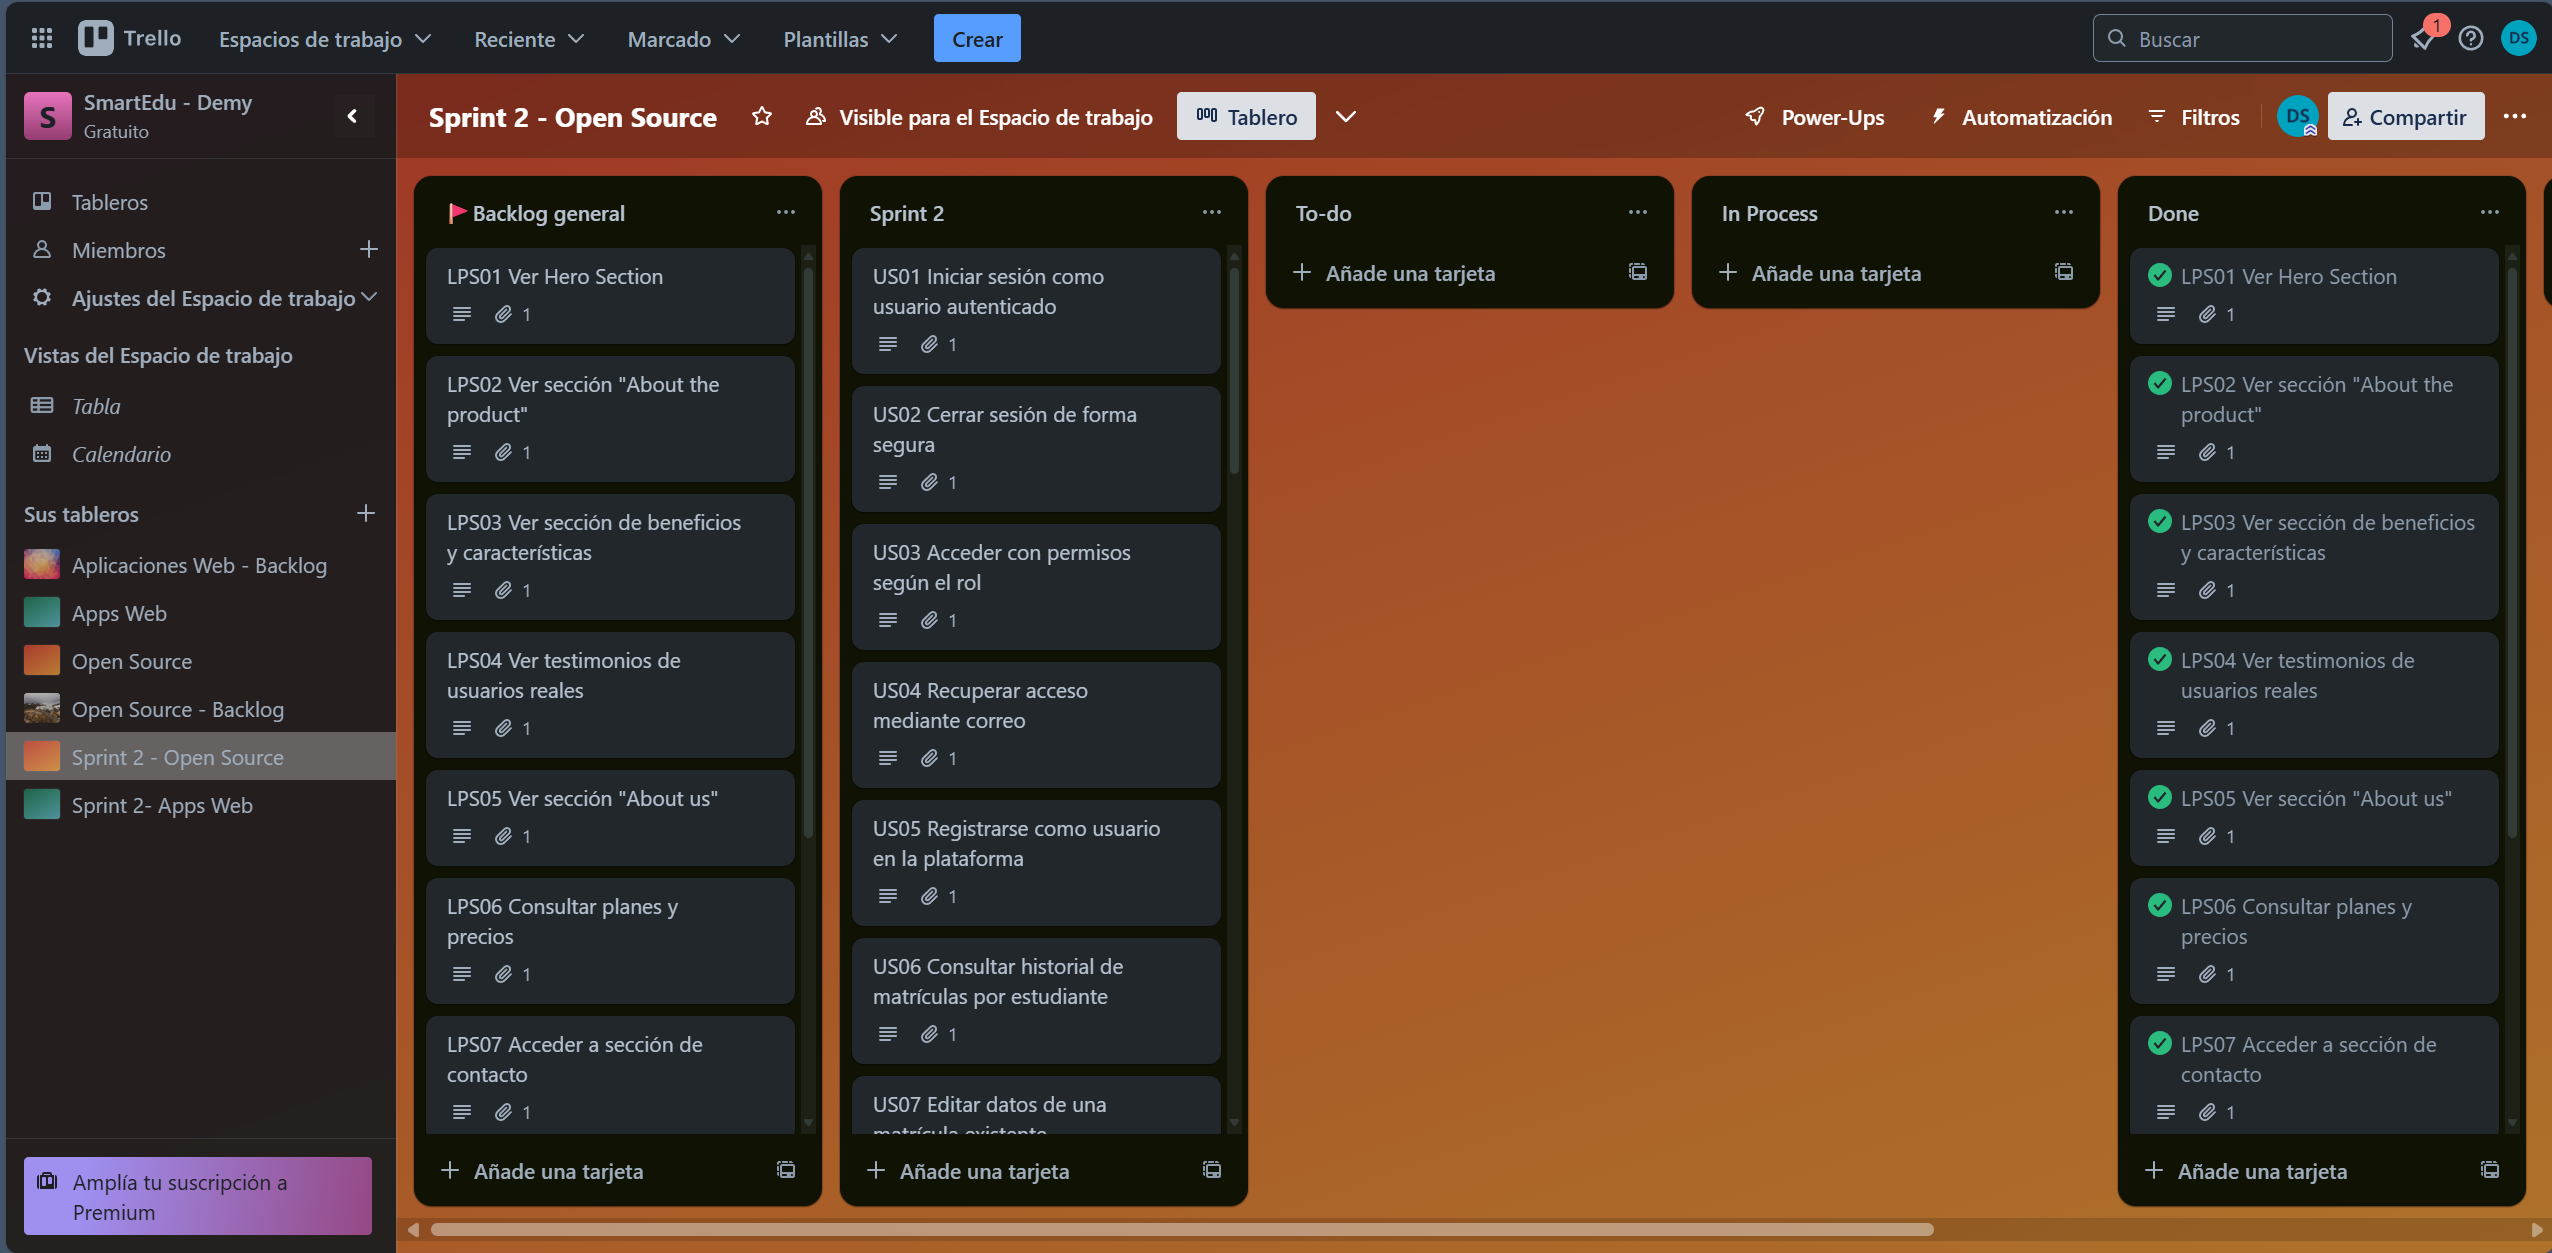 Trello
Espacios de trabajo
Reciente
Marcado
Plantillas
Crear
Buscar
1
DS
S
SmartEdu - Demy
Gratuito
Sprint 2 - Open Source
Visible para el Espacio de trabajo
Tablero
Power-Ups
Automatización
Filtros
DS
Compartir
Tableros
Miembros
Ajustes del Espacio de trabajo
Vistas del Espacio de trabajo
Tabla
Calendario
Sus tableros
Aplicaciones Web - Backlog
Apps Web
Open Source
Open Source - Backlog
Sprint 2 - Open Source
Sprint 2- Apps Web
Amplía tu suscripción a
Premium
Backlog general
LPS01 Ver Hero Section
1
LPS02 Ver sección "About the
product"
1
LPS03 Ver sección de beneficios
y características
1
LPS04 Ver testimonios de
usuarios reales
1
LPS05 Ver sección "About us"
1
LPS06 Consultar planes y
precios
1
LPS07 Acceder a sección de
contacto
1
Añade una tarjeta
Sprint 2
US01 Iniciar sesión como
usuario autenticado
1
US02 Cerrar sesión de forma
segura
1
US03 Acceder con permisos
según el rol
1
US04 Recuperar acceso
mediante correo
1
US05 Registrarse como usuario
en la plataforma
1
US06 Consultar historial de
matrículas por estudiante
1
US07 Editar datos de una
matrícula existente
Añade una tarjeta
To-do
Añade una tarjeta
In Process
Añade una tarjeta
Done
LPS01 Ver Hero Section
1
LPS02 Ver sección "About the
product"
1
LPS03 Ver sección de beneficios
y características
1
LPS04 Ver testimonios de
usuarios reales
1
LPS05 Ver sección "About us"
1
LPS06 Consultar planes y
precios
1
LPS07 Acceder a sección de
contacto
1
Añade una tarjeta